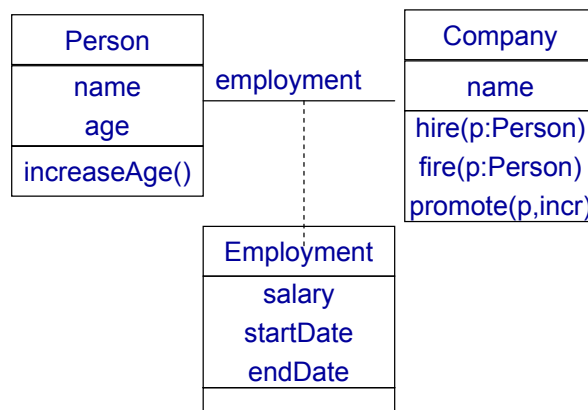 Person
name
age
increaseAge()
employment
Company
name
hire(p:Person)
fire(p:Person)
promote(p,incr)
Employment
salary
startDate
endDate